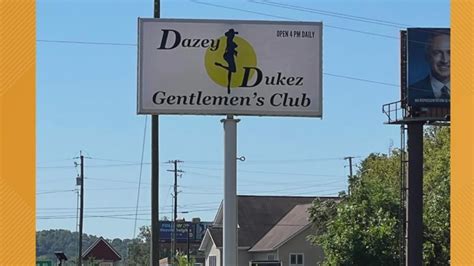 OPEN 4 PM DAILY
Dazey
Dukez
Gentlemen's Club